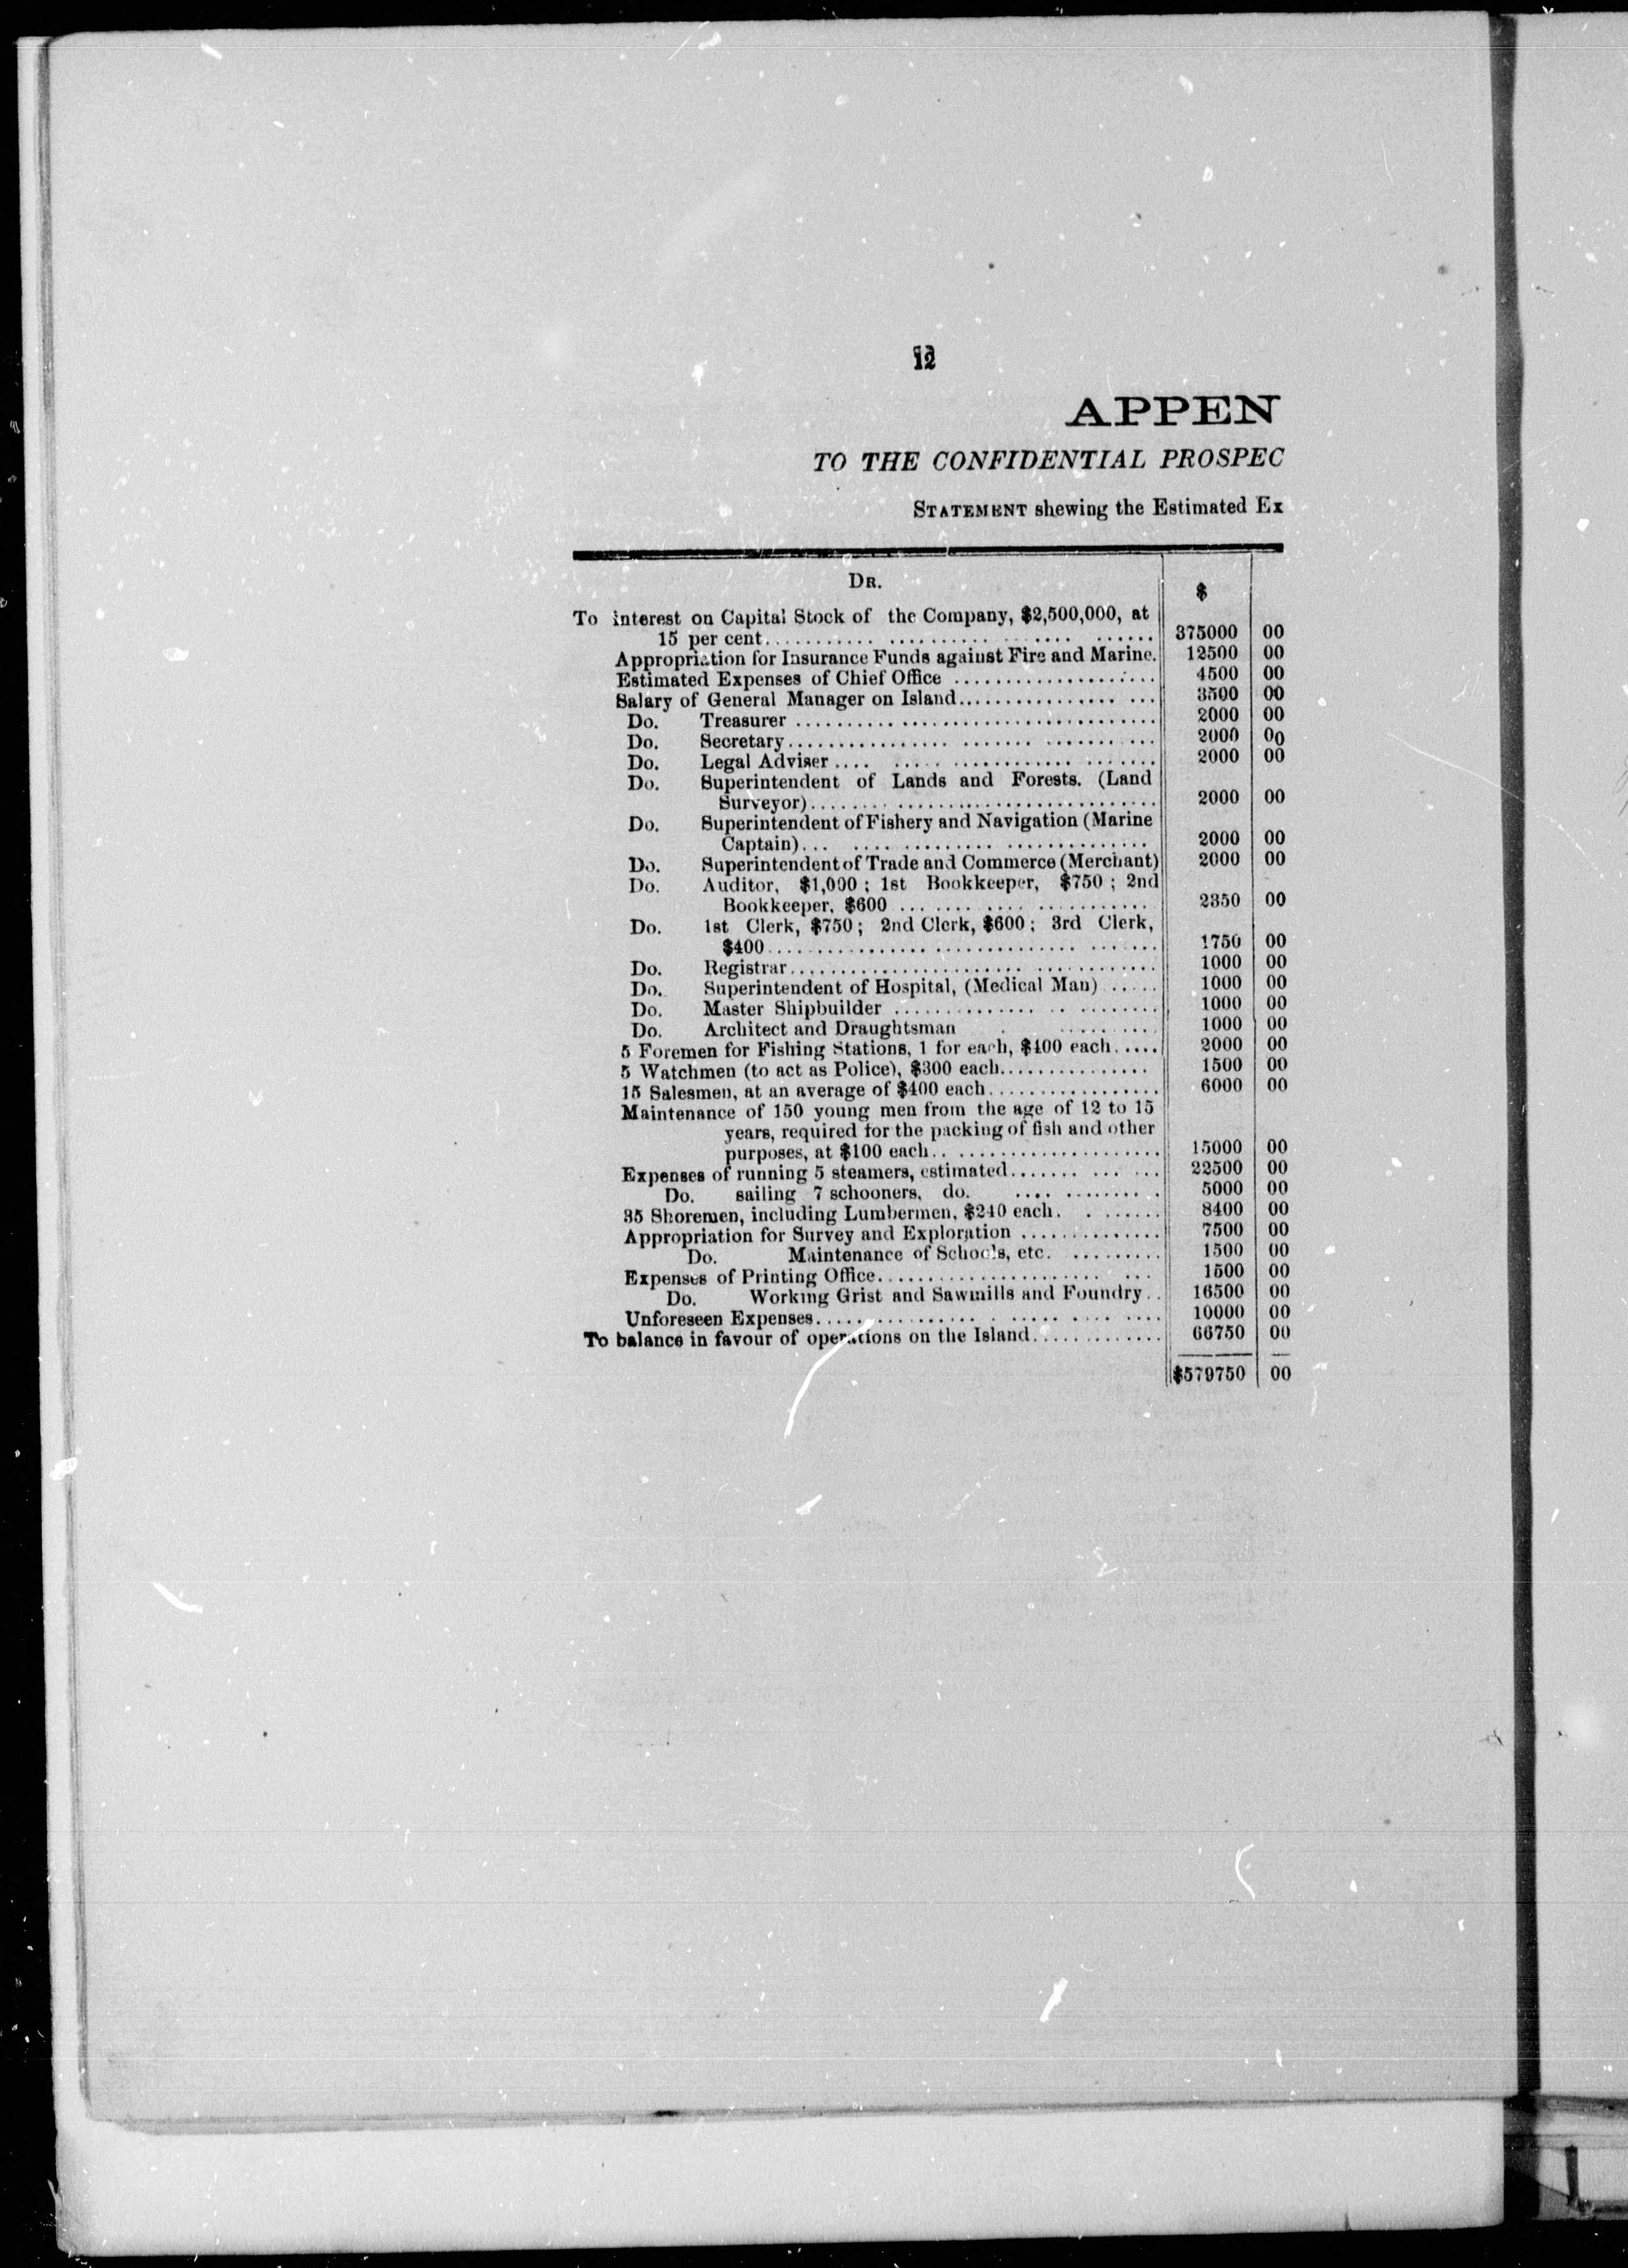 12
APPEN
TO THE CONFIDENTIAL PROSPEC
STATEMENT shewing the Estimated Ex
DR. $
To interest on Capital Stock of the Company, $2,500,000, at
15 per cent.................................... 375000 00
Appropriation for Insurance Funds against Fire and Marine. 12500 00
Estimated Expenses of Chief Office .................... 4500 00
Salary of General Manager on Island.................... 3500 00
Do. Treasurer .................................... 2000 00
Do. Secretary.................................... 2000 00
Do. Legal Adviser .............................. 2000 00
Do. Superintendent of Lands and Forests. (Land
Surveyor).................................... 2000 00
Do. Superintendent of Fishery and Navigation (Marine
Captain)................................ 2000 00
Do. Superintendent of Trade and Commerce (Merchant) 2000 00
Do. Auditor, $1,000 ; 1st Bookkeeper, $750 ; 2nd
Bookkeeper, $600 ........................ 2350 00
Do. 1st Clerk, $750 ; 2nd Clerk, $600 ; 3rd Clerk,
$400.................................... 1750 00
Do. Registrar.................................... 1000 00
Do. Superintendent of Hospital, (Medical Man) ..... 1000 00
Do. Master Shipbuilder ........................ 1000 00
Do. Architect and Draughtsman .......... 1000 00
5 Foremen for Fishing Stations, 1 for each, $400 each..... 2000 00
5 Watchmen (to act as Police), $300 each............... 1500 00
15 Salesmen, at an average of $400 each................. 6000 00
Maintenance of 150 young men from the age of 12 to 15
years, required for the packing of fish and other
purposes, at $100 each...................... 15000 00
Expenses of running 5 steamers, estimated............. 22500 00
Do. sailing 7 schooners, do. .............. 5000 00
35 Shoremen, including Lumbermen, $240 each......... 8400 00
Appropriation for Survey and Exploration .............. 7500 00
Do. Maintenance of Schools, etc.......... 1500 00
Expenses of Printing Office......................... 1500 00
Do. Working Grist and Sawmills and Foundry.. 16500 00
Unforeseen Expenses.............................. 10000 00
To balance in favour of operations on the Island............. 66750 00
$579750 00